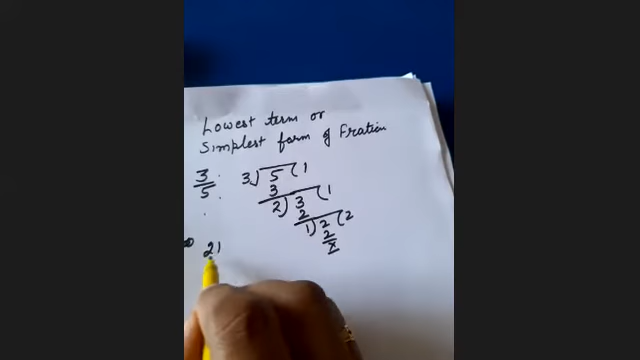 Lowest term or
Simplest form of Fration
3/5 3) 5 (1
3
2) 3 (1
2
1) 2 (2
2
x
21